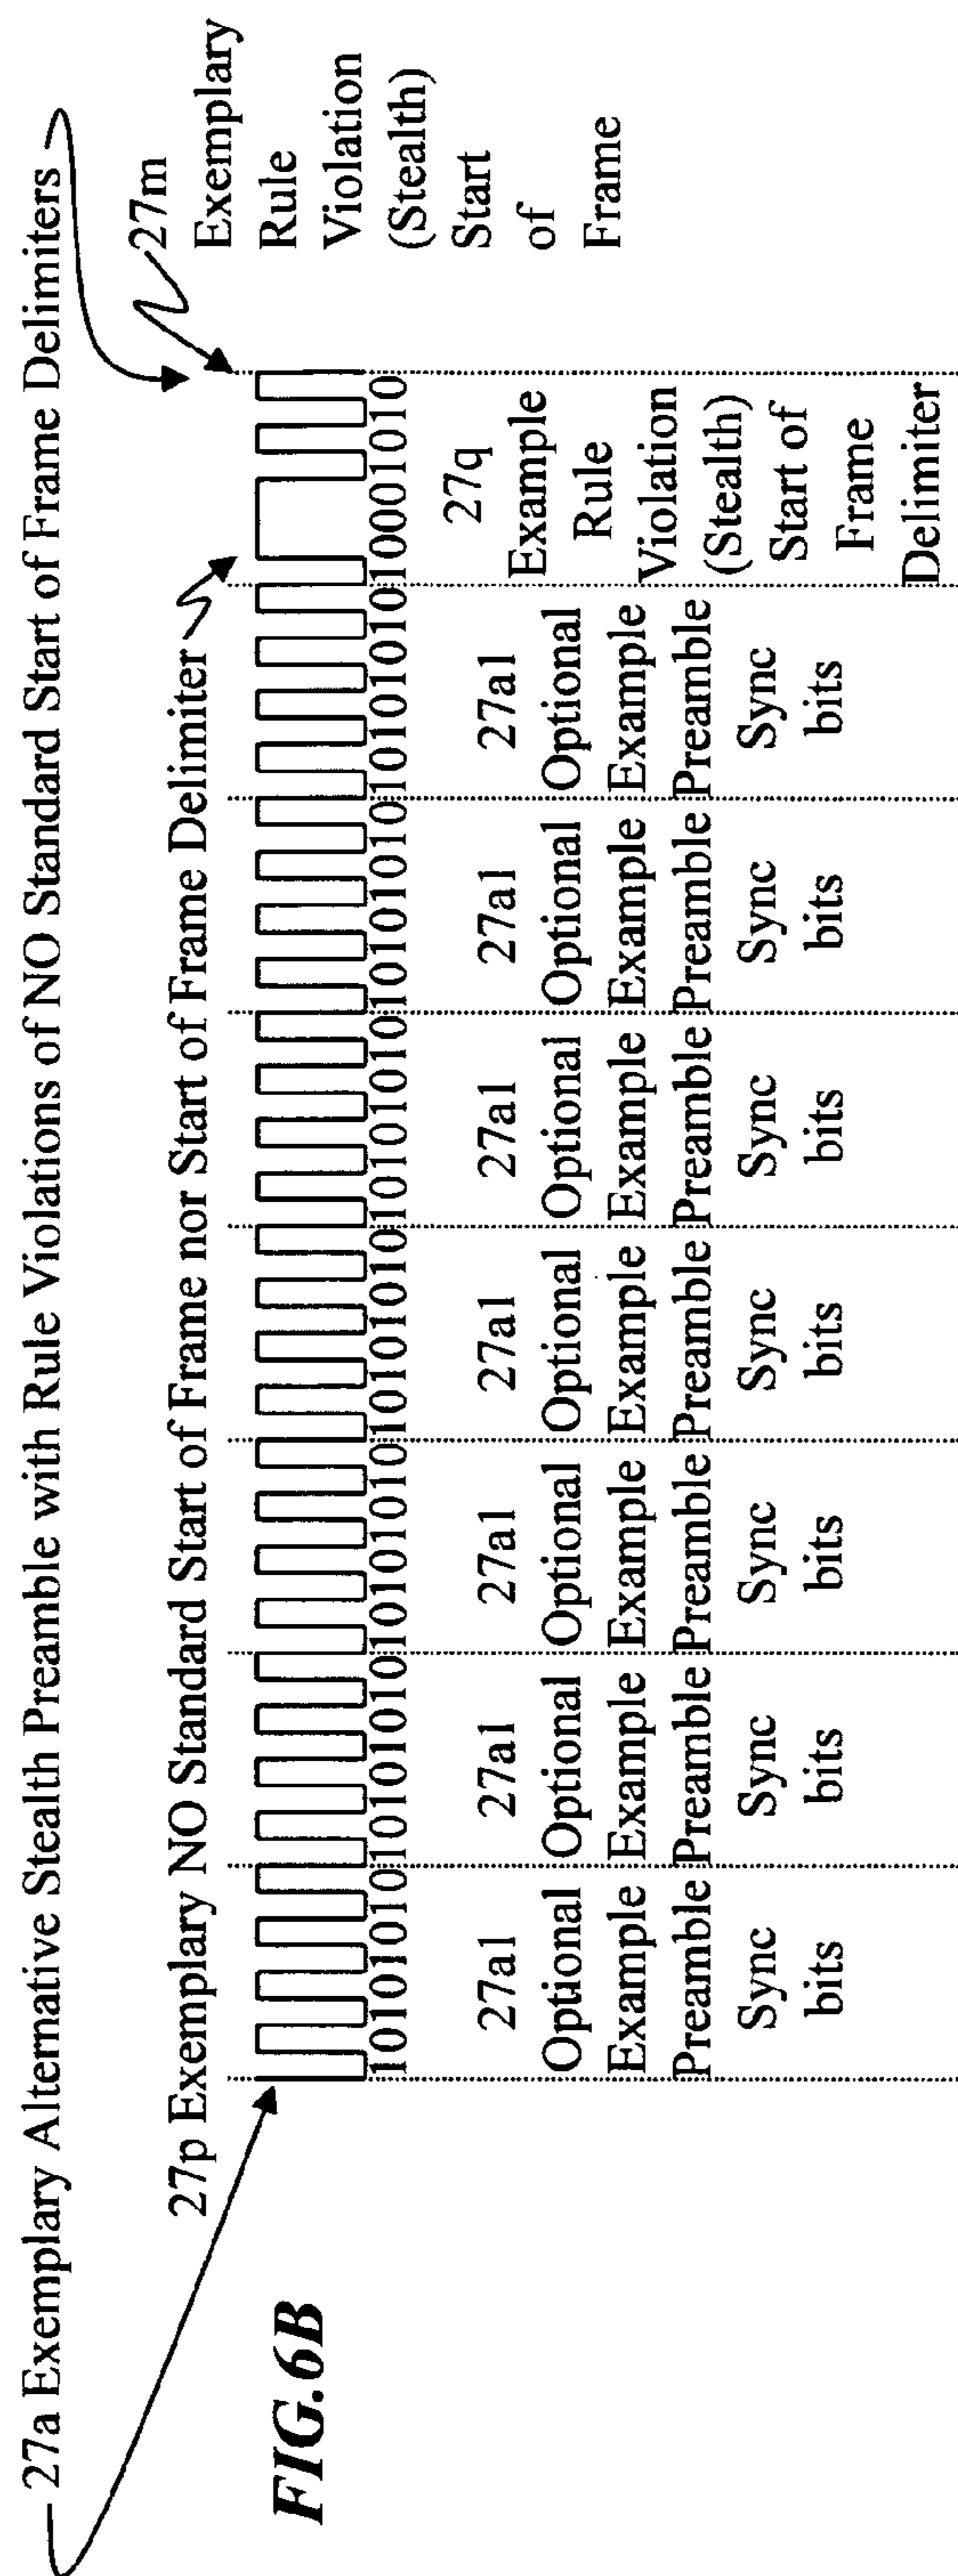 27a Exemplary Alternative Stealth Preamble with Rule Violations of NO Standard Start of Frame Delimiters
27p Exemplary NO Standard Start of Frame nor Start of Frame Delimiter
27m
Exemplary
Rule
Violation
(Stealth)
Start
of
Frame
10101010 10101010 10101010 10101010 10101010 10101010 10101010 10001010
27a1
Optional
Example
Preamble
Sync
bits
27a1
Optional
Example
Preamble
Sync
bits
27a1
Optional
Example
Preamble
Sync
bits
27a1
Optional
Example
Preamble
Sync
bits
27a1
Optional
Example
Preamble
Sync
bits
27a1
Optional
Example
Preamble
Sync
bits
27a1
Optional
Example
Preamble
Sync
bits
27q
Example
Rule
Violation
(Stealth)
Start of
Frame
Delimiter
FIG.6B